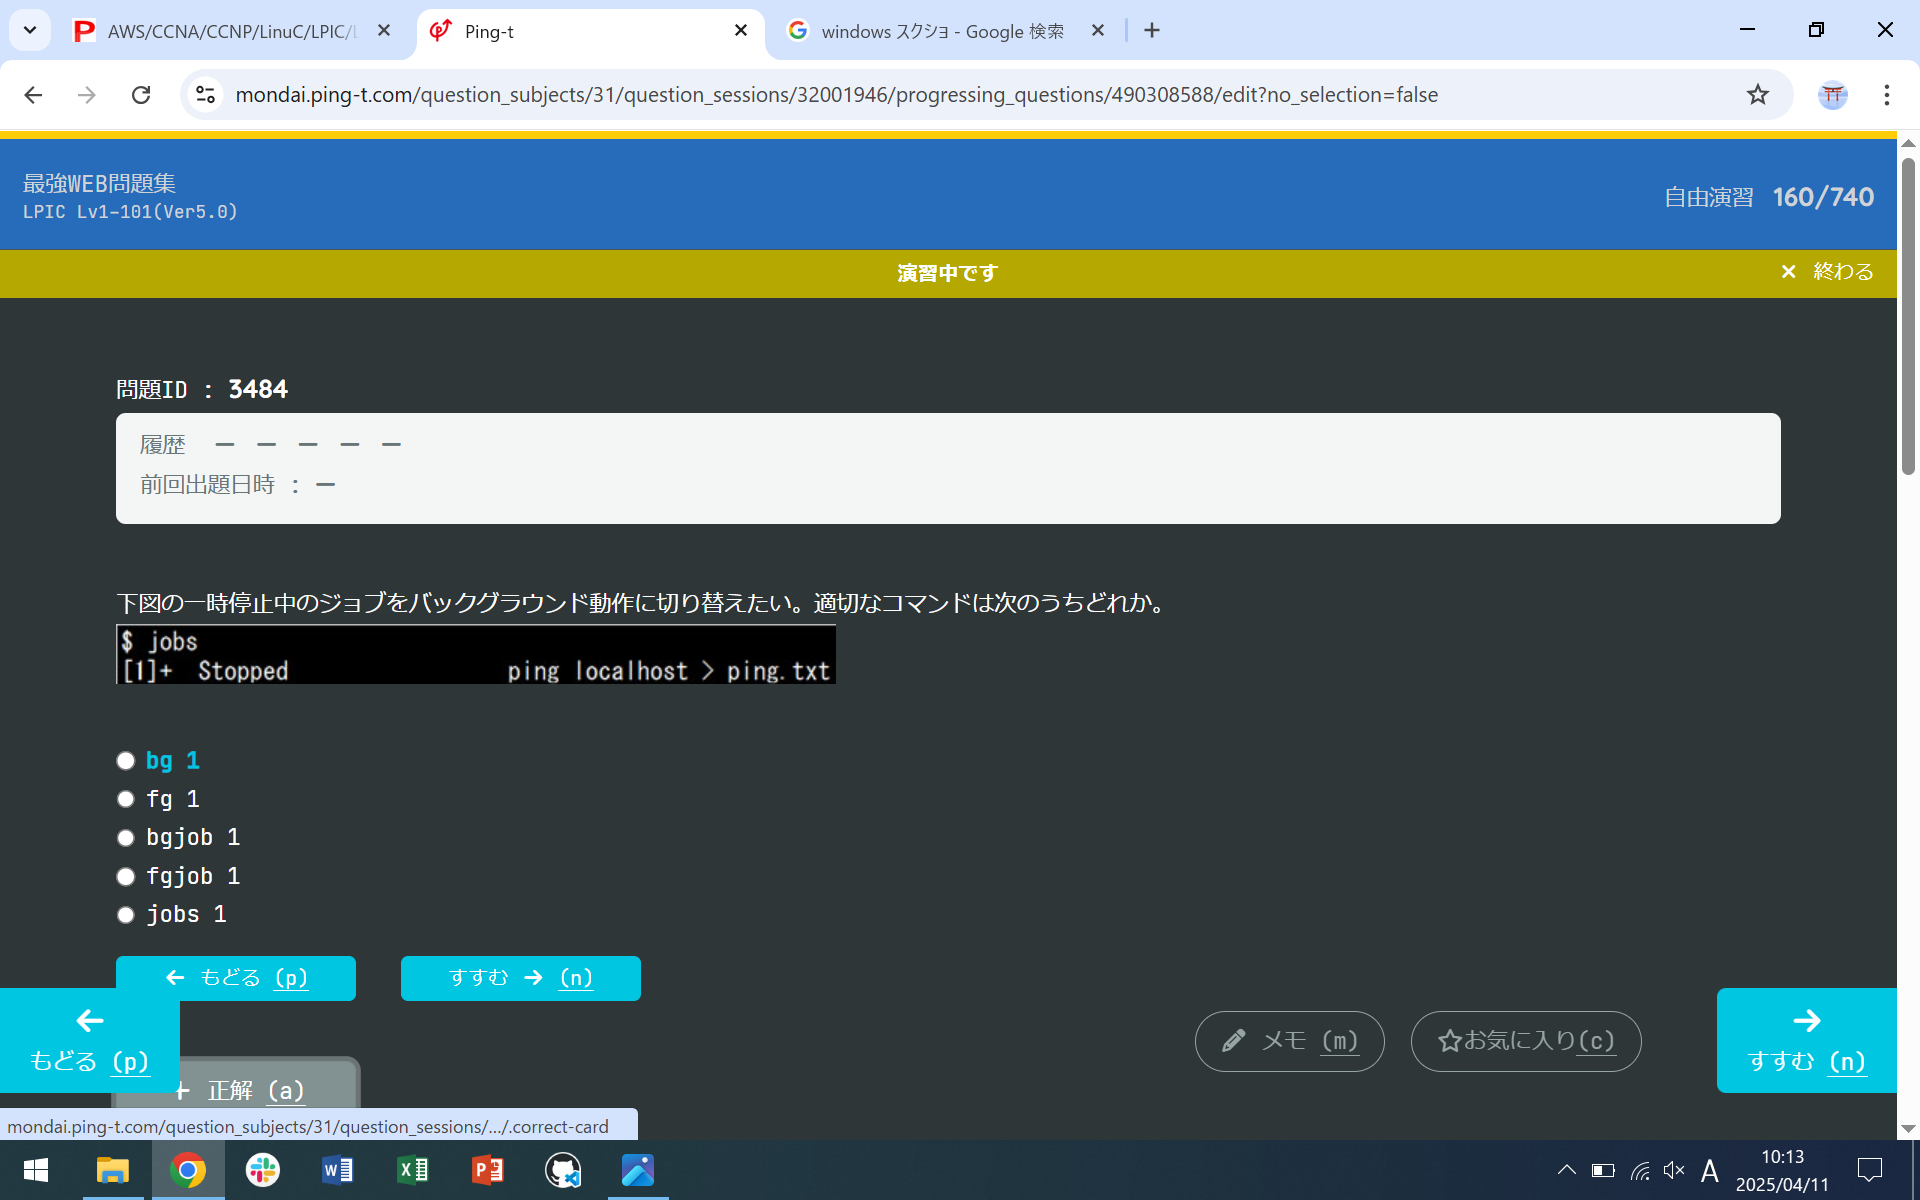 AWS/CCNA/CCNP/LinuC/LPIC/L
Ping-t
windows スクショ - Google 検索
mondai.ping-t.com/question_subjects/31/question_sessions/32001946/progressing_questions/490308588/edit?no_selection=false
最強WEB問題集
LPIC Lv1-101(Ver5.0)
自由演習 160/740
演習中です
× 終わる
問題ID : 3484
履歴 ー ー ー ー ー
前回出題日時 : ー
下図の一時停止中のジョブをバックグラウンド動作に切り替えたい。適切なコマンドは次のうちどれか。
$ jobs
[1]+ Stopped ping localhost > ping.txt
bg 1
fg 1
bgjob 1
fgjob 1
jobs 1
← もどる (p)
すすむ → (n)
← もどる (p)
メモ (m)
☆お気に入り(c)
→ すすむ (n)
+ 正解 (a)
mondai.ping-t.com/question_subjects/31/question_sessions/.../.correct-card
A
10:13
2025/04/11